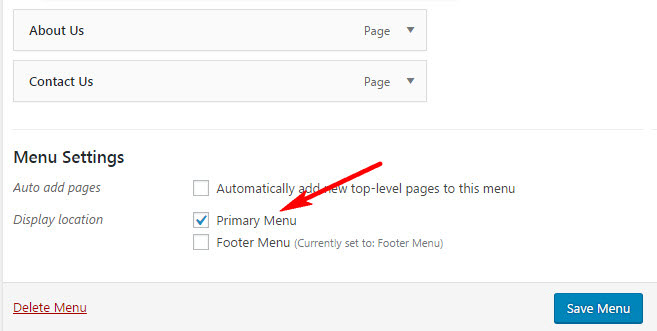 About Us Page
Contact Us Page
Menu Settings
Auto add pages Automatically add new top-level pages to this menu
Display location Primary Menu
Footer Menu (Currently set to: Footer Menu)
Delete Menu Save Menu